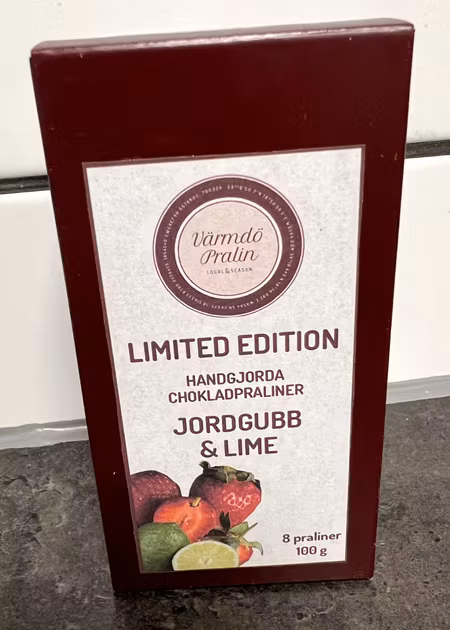 Värmdö
Pralin
LOCAL & SEASON
LIMITED EDITION
HANDGJORDA
CHOKLADPRALINER
JORDGUBB
& LIME
8 praliner
100 g